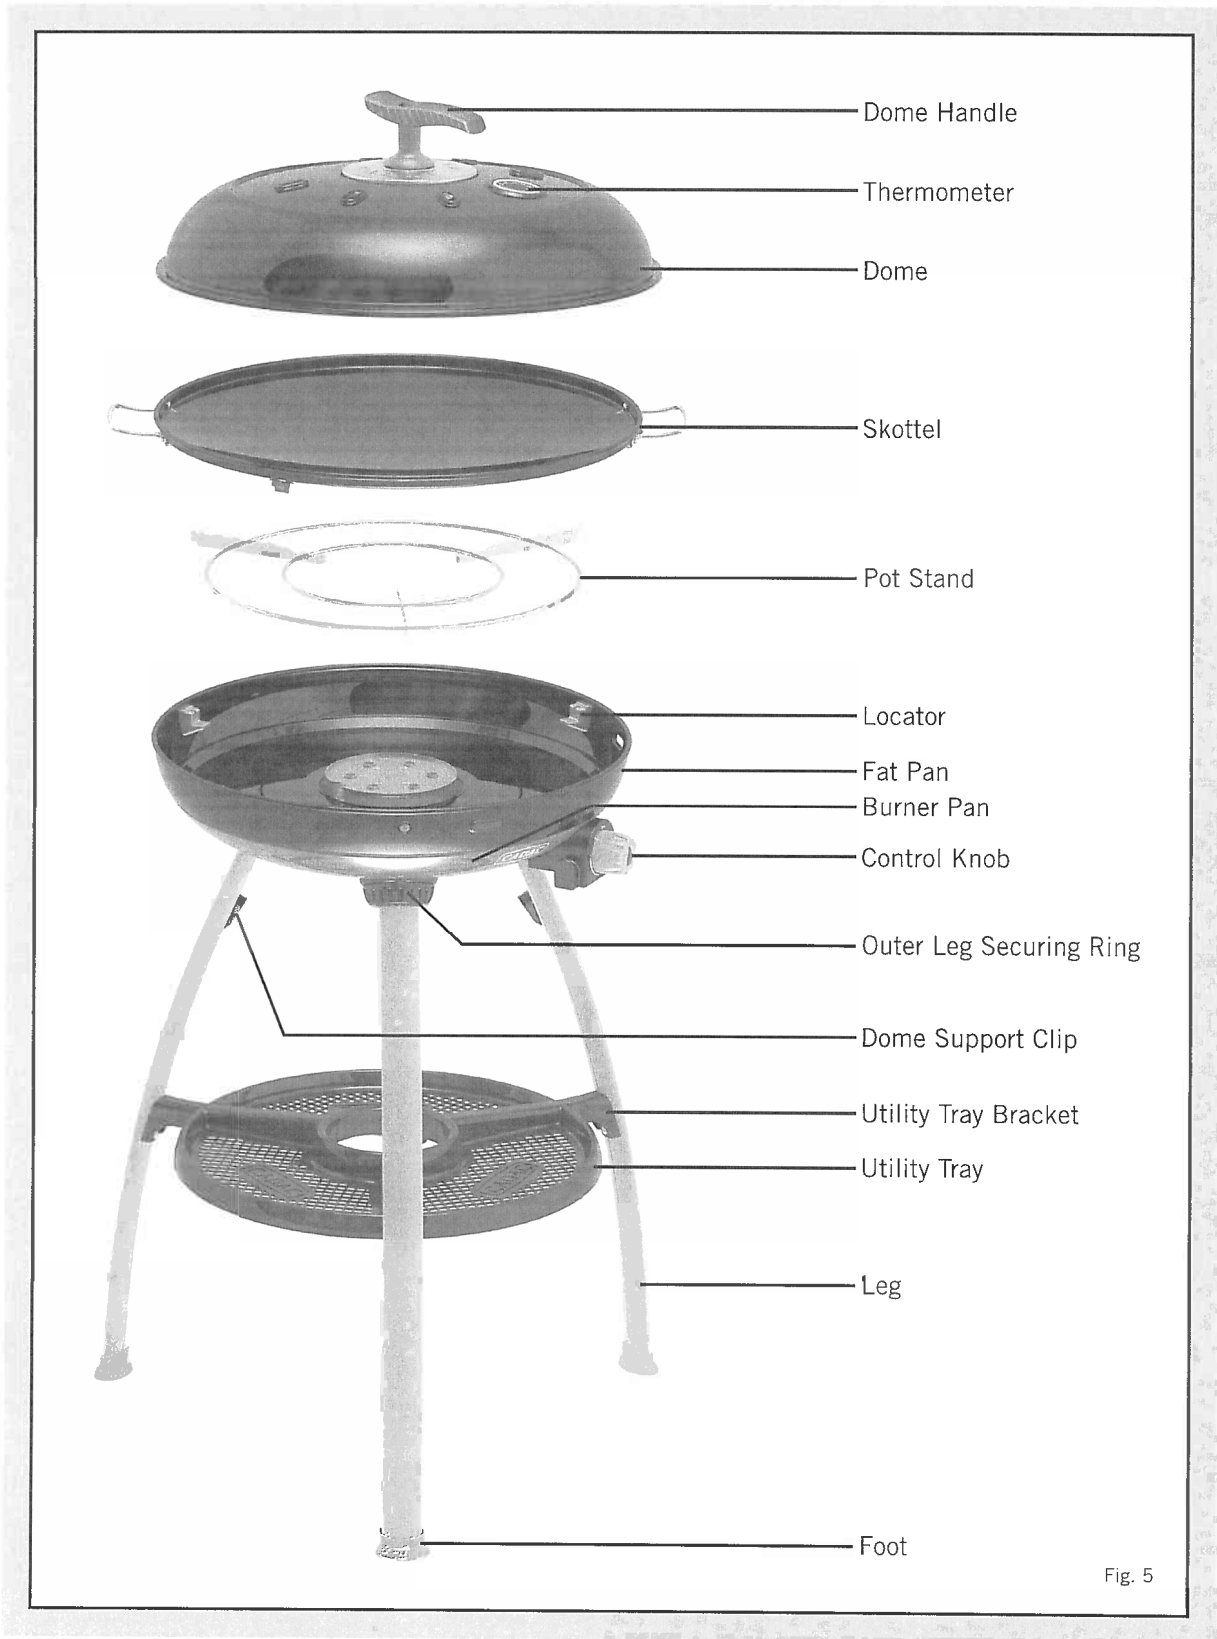 Dome Handle
Thermometer
Dome
Skottel
Pot Stand
Locator
Fat Pan
Burner Pan
Control Knob
Outer Leg Securing Ring
Dome Support Clip
Utility Tray Bracket
Utility Tray
Leg
Foot
Fig. 5